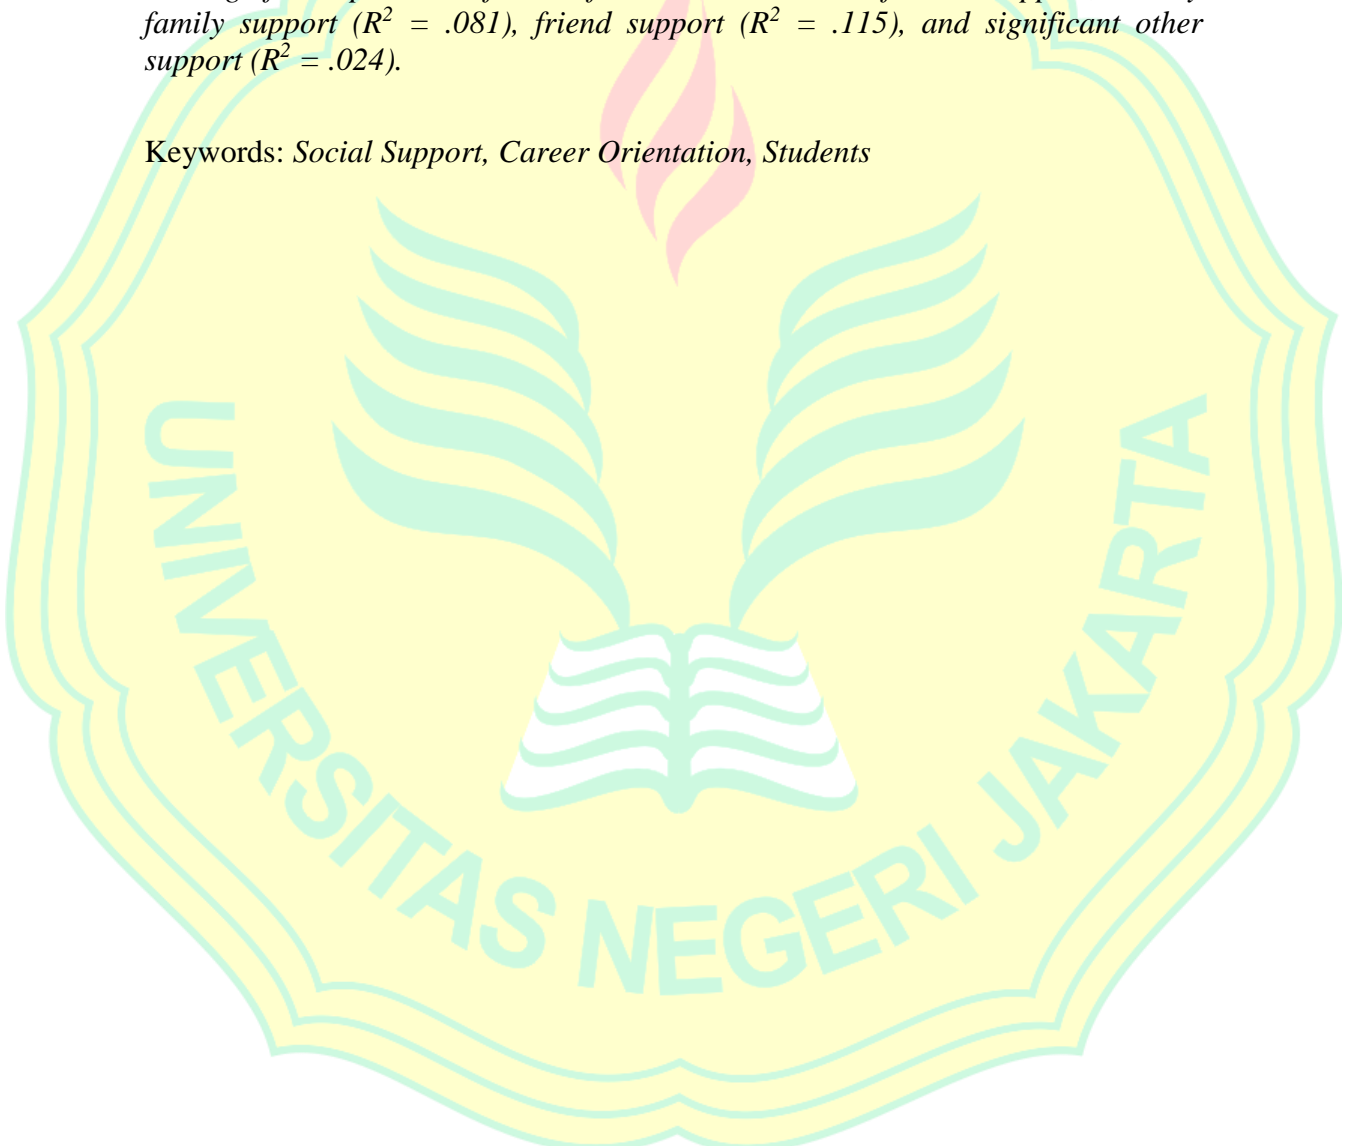 family support (R² = .081), friend support (R² = .115), and significant other
support (R² = .024).
Keywords: Social Support, Career Orientation, Students
UNIVERSITAS NEGERI JAKARTA